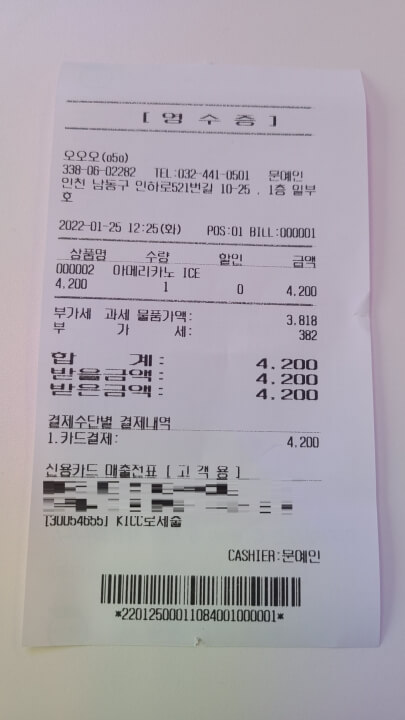 [ 영 수 증 ]
오오오(o5o)
338-06-02282 TEL:032-441-0501 문예인
인천 남동구 인하로521번길 10-25 , 1층 일부
호
2022-01-25 12:25(화) POS:01 BILL:000001
상품명 수량 할인 금액
000002 아메리카노 ICE
4.200 1 0 4.200
부가세 과세 물품가액: 3.818
부 가 세: 382
합 계: 4.200
받을금액: 4.200
받은금액: 4.200
결제수단별 결제내역
1.카드결제: 4.200
신용카드 매출전표 [ 고 객 용 ]
[30054655] KICC로세출
CASHIER:문예인
*22012500011084001000001*